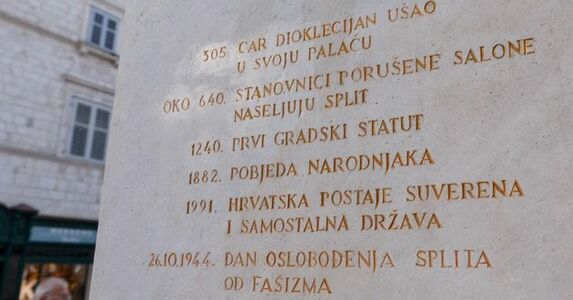 305. CAR DIOKLECIJAN UŠAO
U SVOJU PALAČU
OKO 640. STANOVNICI PORUŠENE SALONE
NASELJUJU SPLIT
1240. PRVI GRADSKI STATUT
1882. POBJEDA NARODNJAKA
1991. HRVATSKA POSTAJE SUVERENA
I SAMOSTALNA DRŽAVA
26.10.1944. DAN OSLOBOĐENJA SPLITA
OD FAŠIZMA